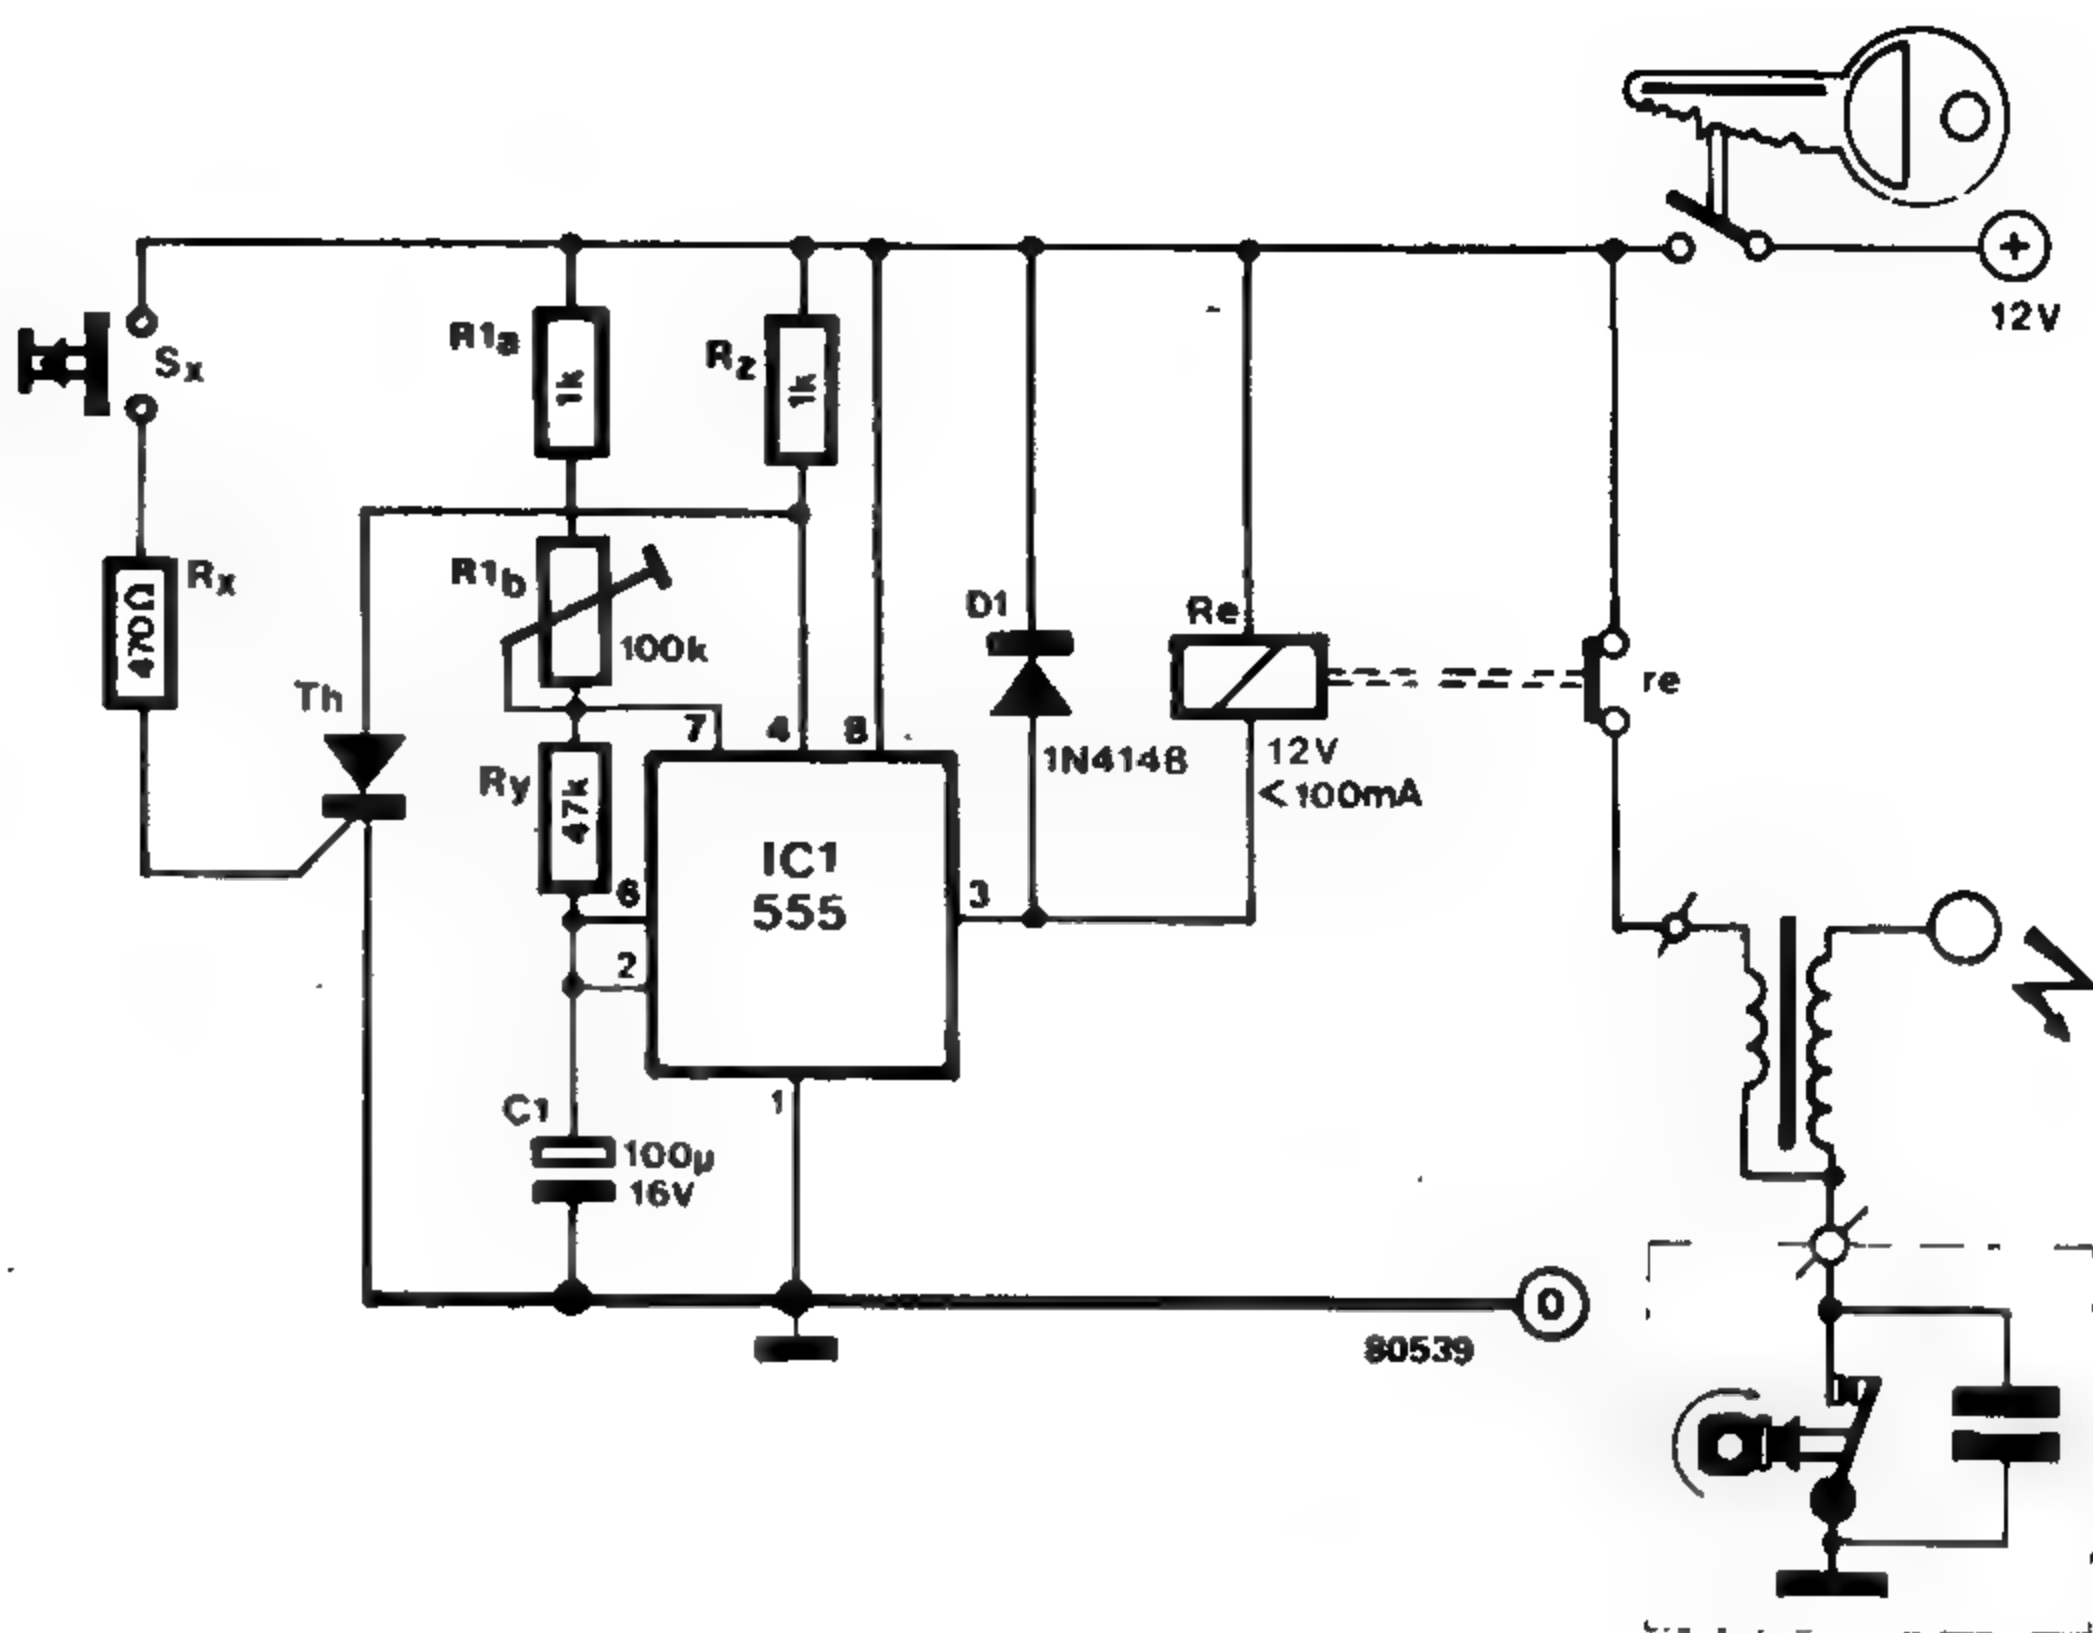 +
12V
Sx
R1a
1k
Rz
1k
Rx
470Ω
R1b
100k
Th
D1
Re
re
7
4
8
1N4148
12V
<100mA
Ry
47k
IC1
555
6
3
2
C1
1
100µ
16V
0
80539